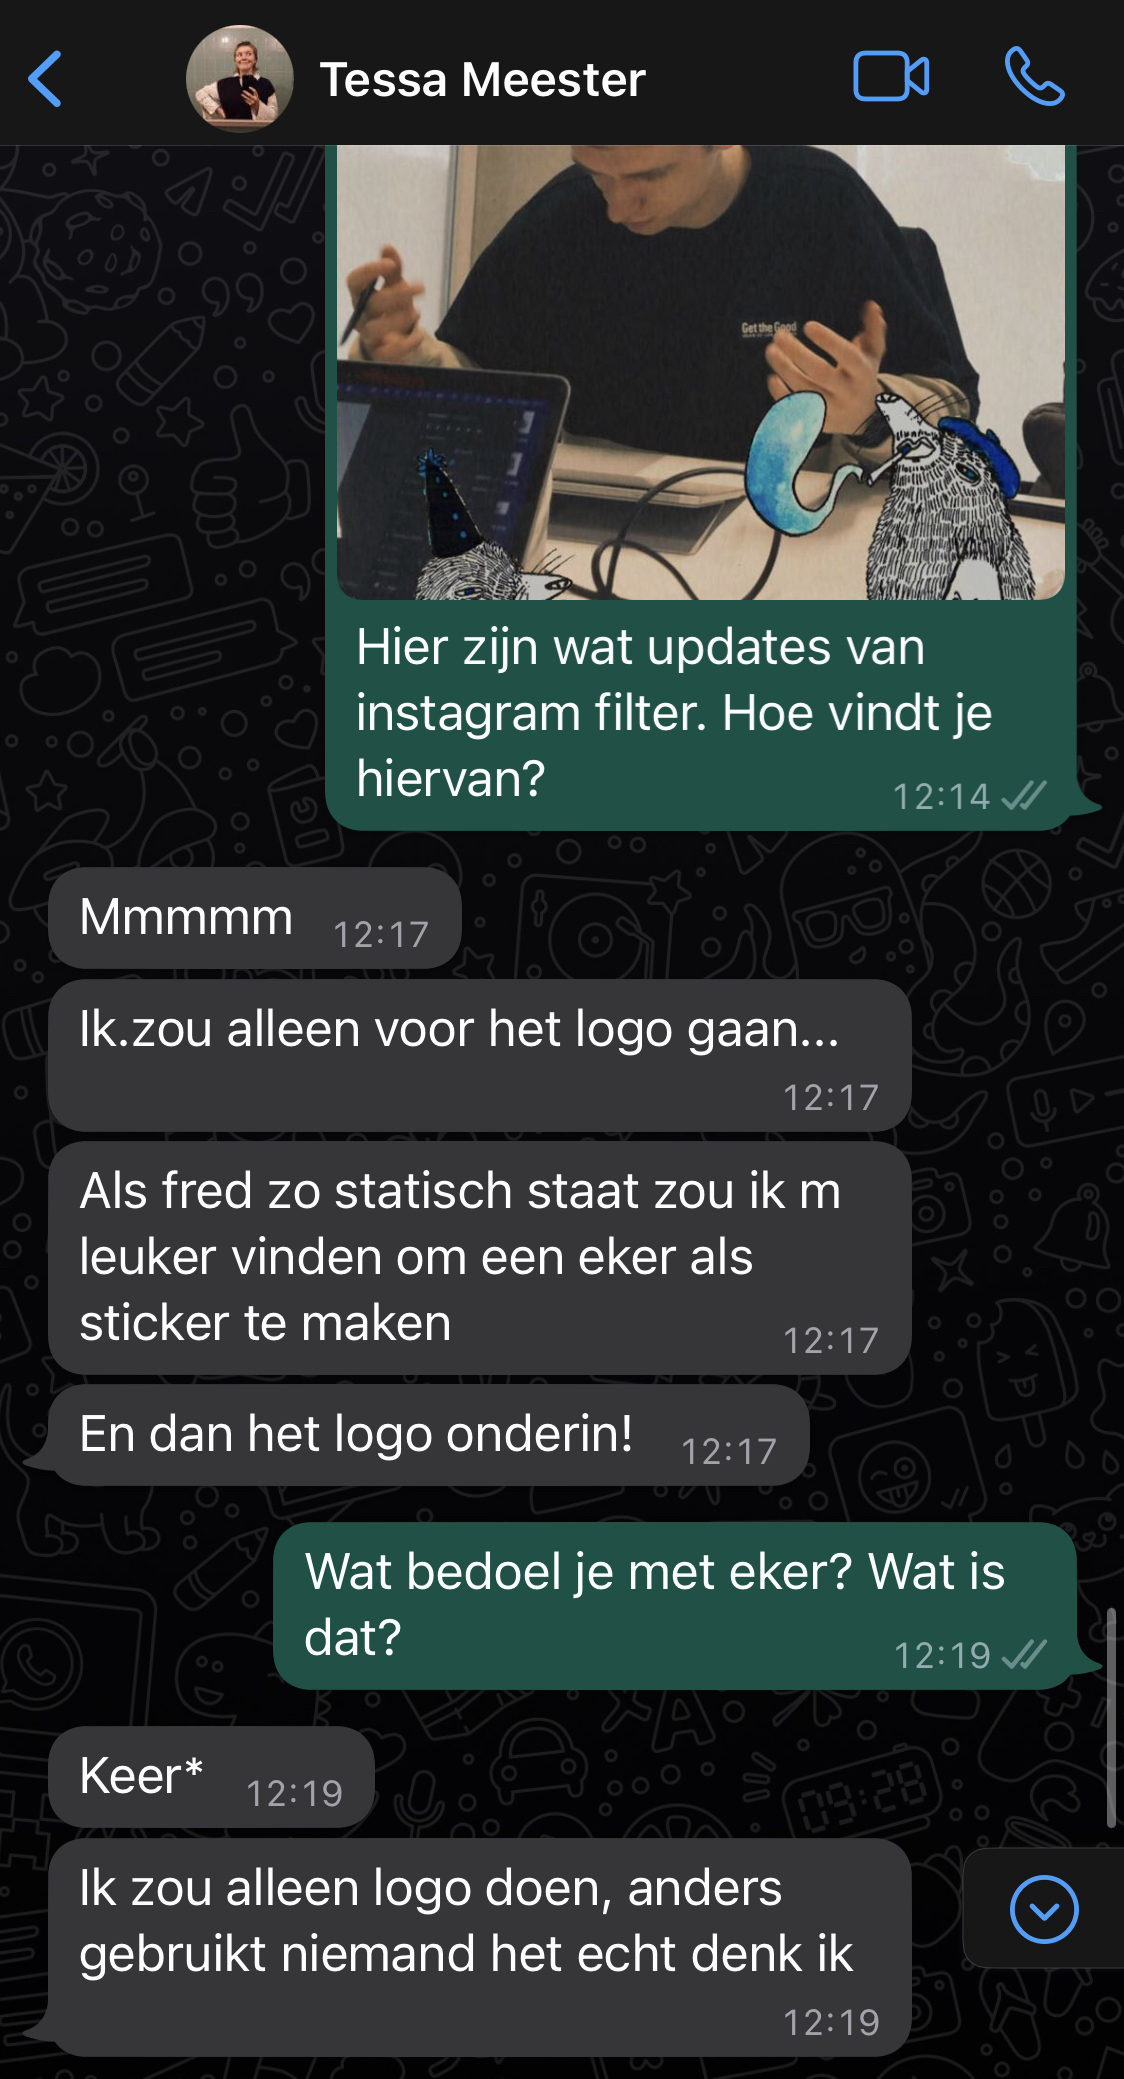 Tessa Meester
Get the Good
Hier zijn wat updates van
instagram filter. Hoe vindt je
hiervan?
12:14
Mmmmm 12:17
Ik.zou alleen voor het logo gaan...
12:17
Als fred zo statisch staat zou ik m
leuker vinden om een eker als
sticker te maken 12:17
En dan het logo onderin! 12:17
Wat bedoel je met eker? Wat is
dat? 12:19
Keer* 12:19
Ik zou alleen logo doen, anders
gebruikt niemand het echt denk ik
12:19